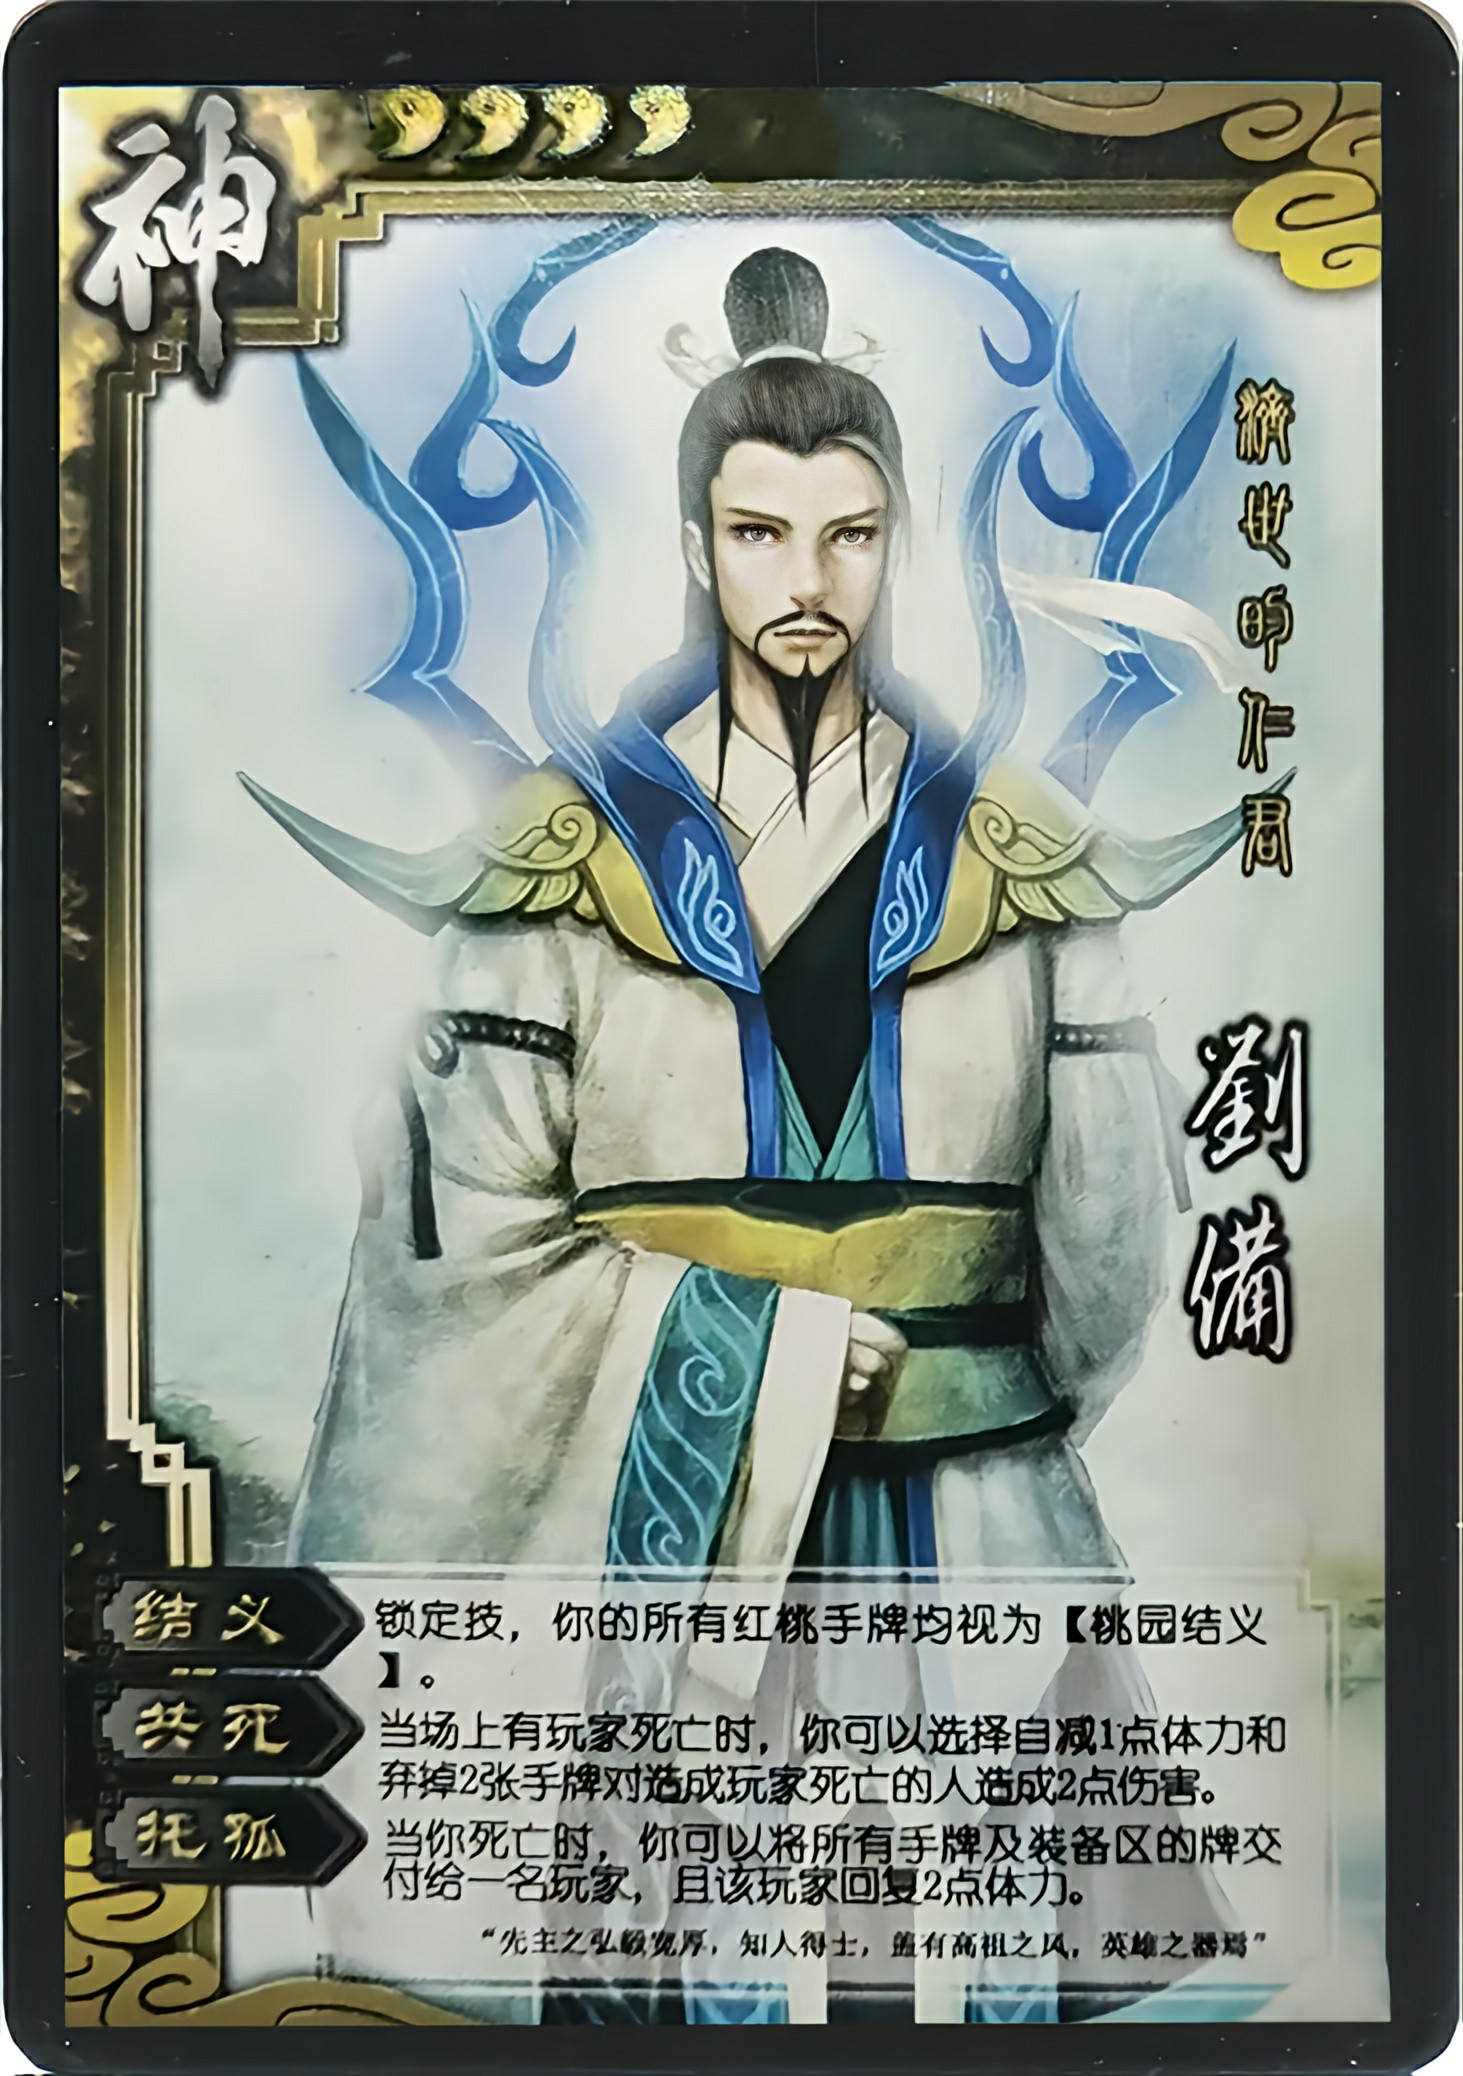 神
济世的仁君
劉備
结义
锁定技，你的所有红桃手牌均视为【桃园结义
】。
共死
当场上有玩家死亡时，你可以选择自减1点体力和
弃掉2张手牌对造成玩家死亡的人造成2点伤害。
托孤
当你死亡时，你可以将所有手牌及装备区的牌交
付给一名玩家，且该玩家回复2点体力。
“先主之弘毅宽厚，知人得士，盖有高祖之风，英雄之器焉”